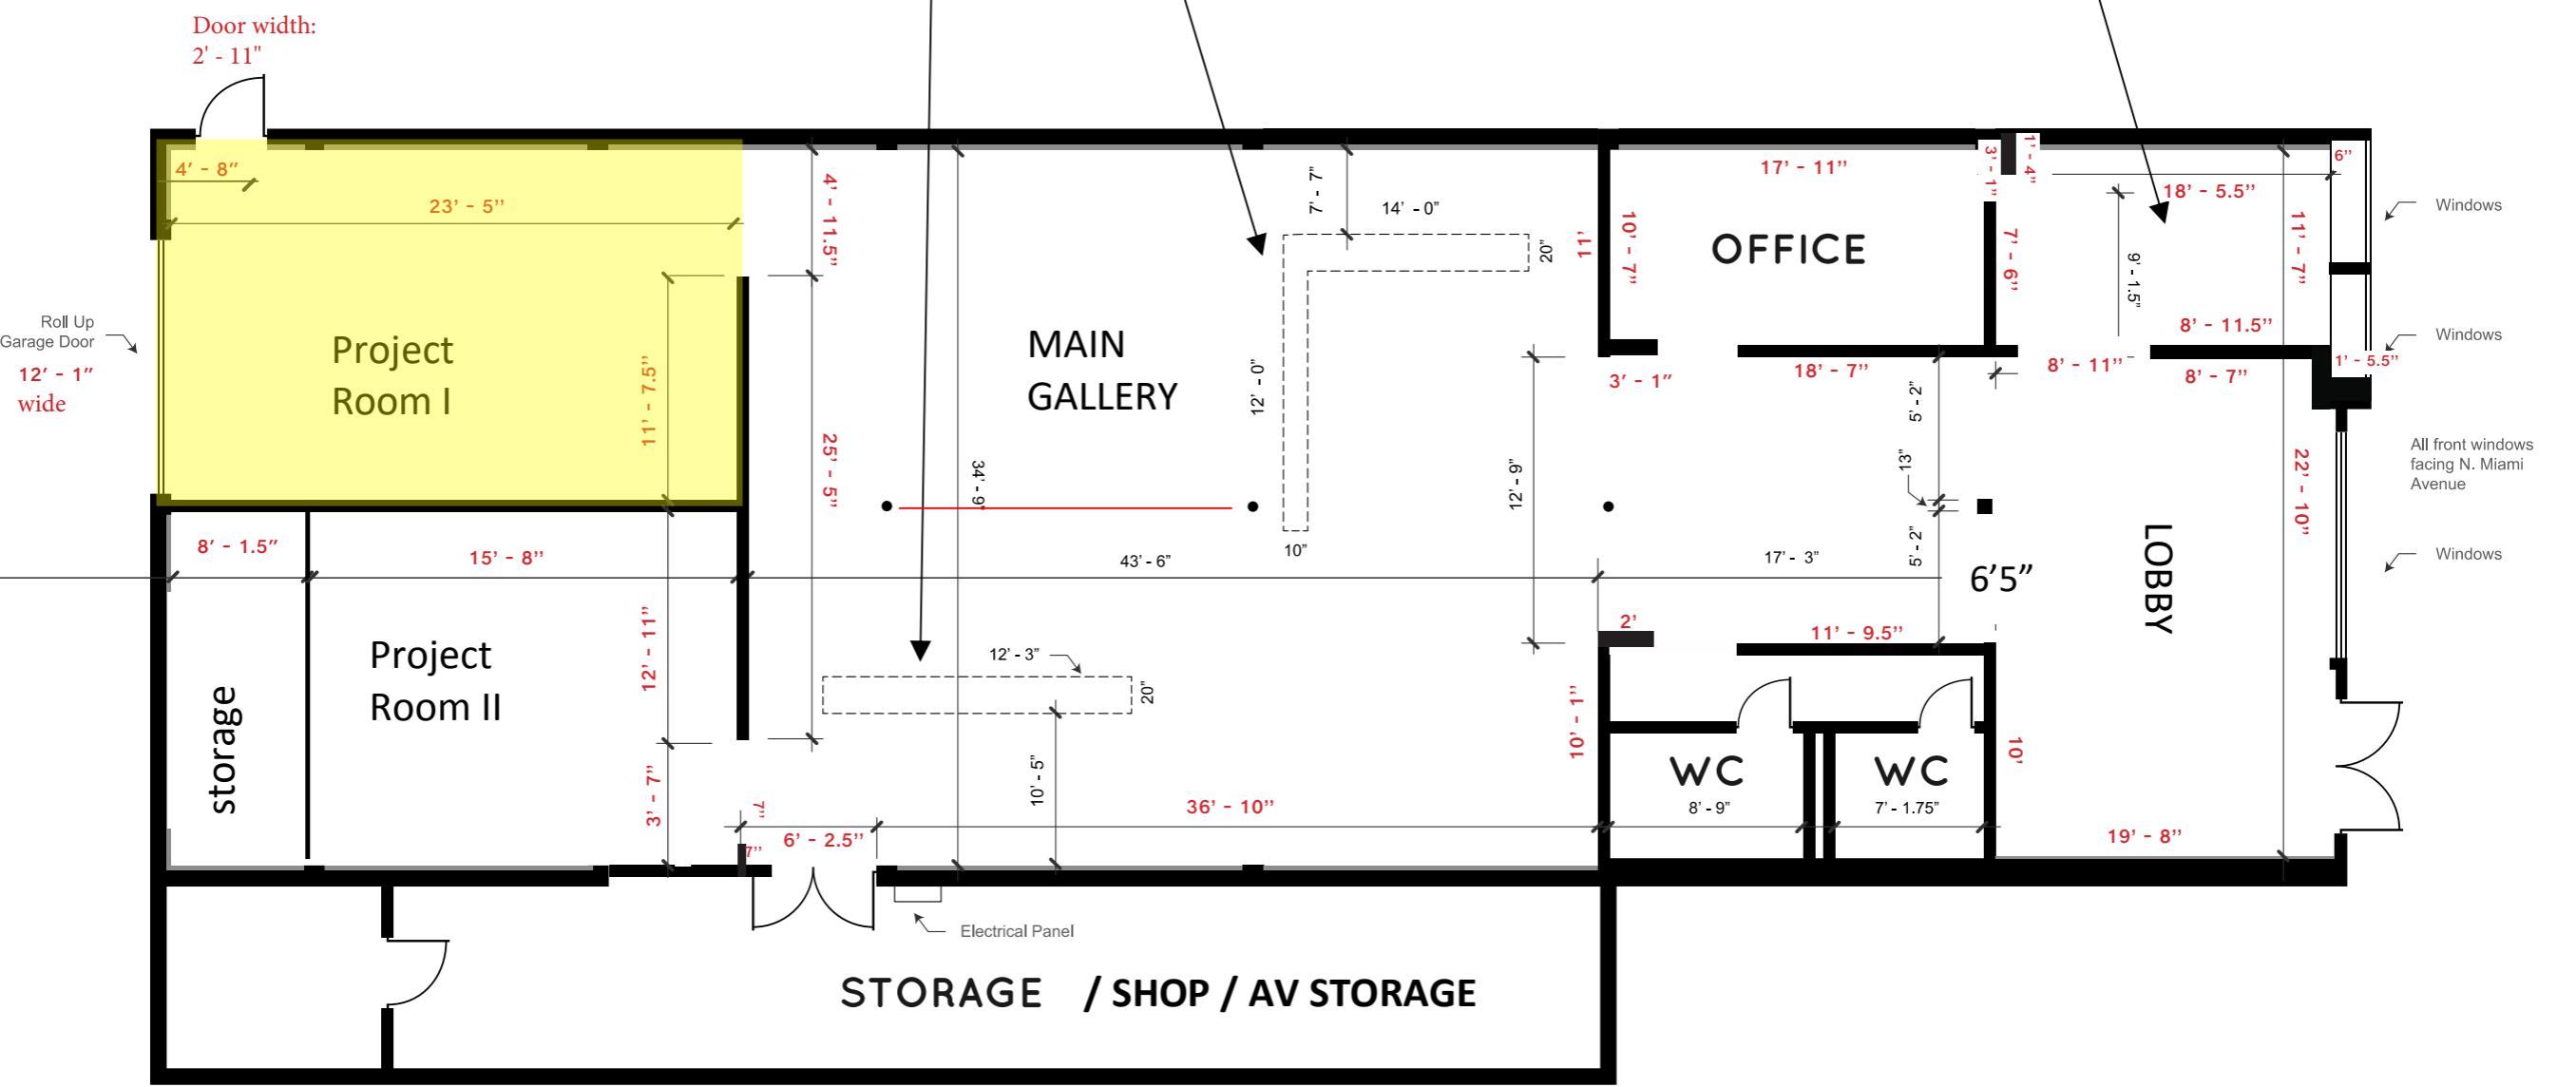 Door width:
2' - 11"
4’ - 8”
23’ - 5’’
4’ - 11.5’’
7’ - 7”
14’ - 0”
20”
11’
10’ - 7’’
17’ - 11’’
OFFICE
3’ - 1’’
1’ - 4’’
7’ - 6’’
18’ - 5.5’’
9’ - 1.5”
11’ - 7’’
6’’
Windows
Roll Up
Garage Door
12’ - 1”
wide
Project
Room I
11’ - 7.5’’
25’ - 5’’
MAIN
GALLERY
34’ - 9”
12’ - 0”
12’ - 9”
3’ - 1”
18’ - 7’’
5’ - 2”
8’ - 11’’
8’ - 11.5’’
8’ - 7’’
1’ - 5.5’’
Windows
All front windows
facing N. Miami
Avenue
22’ - 10’’
13”
8’ - 1.5”
15’ - 8’’
43’ - 6”
10”
17’ - 3”
5’ - 2”
6’5”
LOBBY
Windows
storage
Project
Room II
12’ - 11’’
3’ - 7’’
12’ - 3”
20”
10’ - 5”
2’
11’ - 9.5’’
10’ - 1’’
WC
8’ - 9”
WC
7’ - 1.75”
10’
7’’
7’’
6’ - 2.5’’
36’ - 10’’
19’ - 8’’
Electrical Panel
STORAGE / SHOP / AV STORAGE